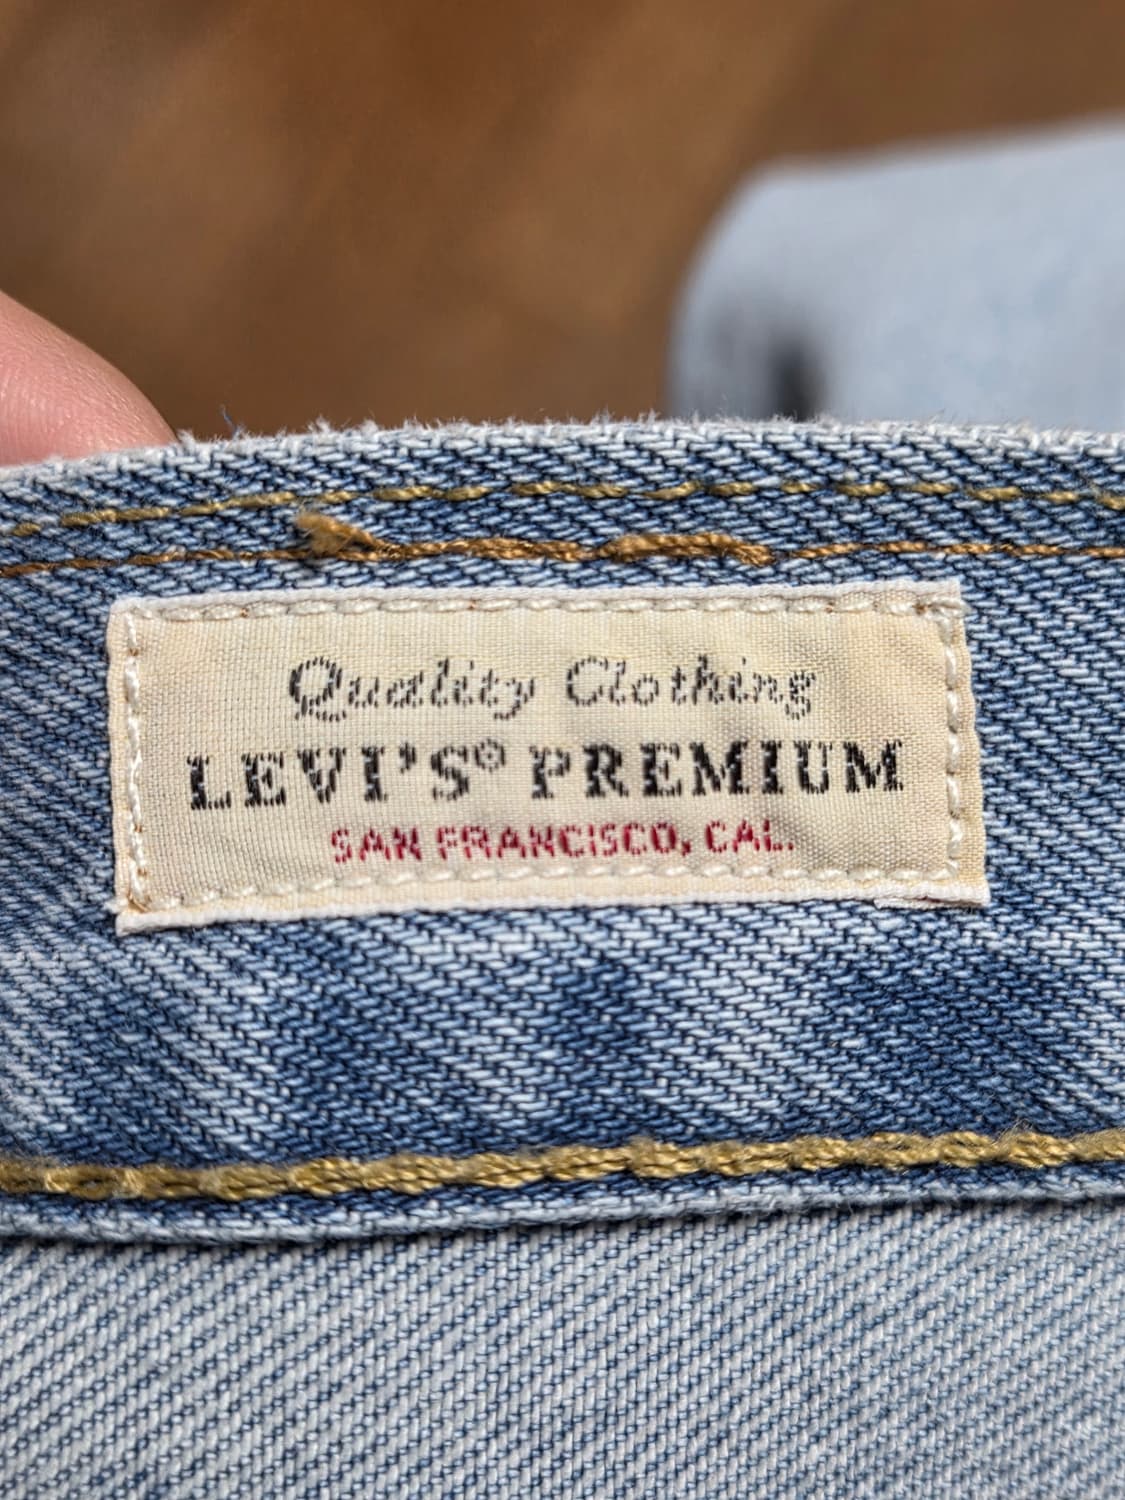 Quality Clothing
LEVI'S® PREMIUM
SAN FRANCISCO, CAL.